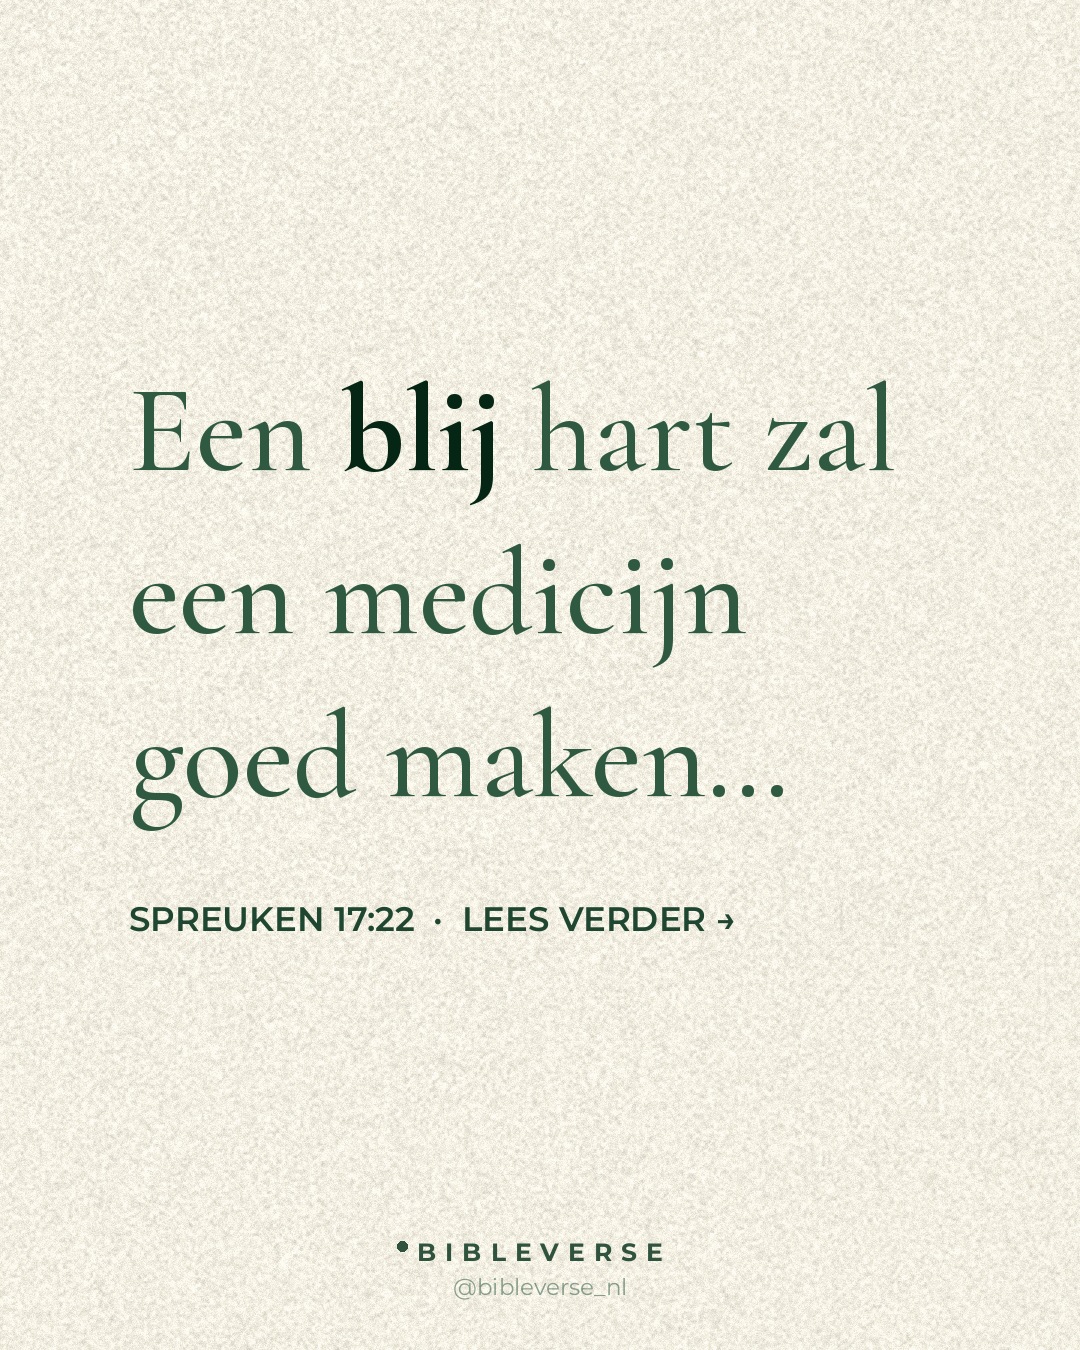 Een blij hart zal
een medicijn
goed maken...
SPREUKEN 17:22 · LEES VERDER →
BIBLEVERSE
@bibleverse_nl